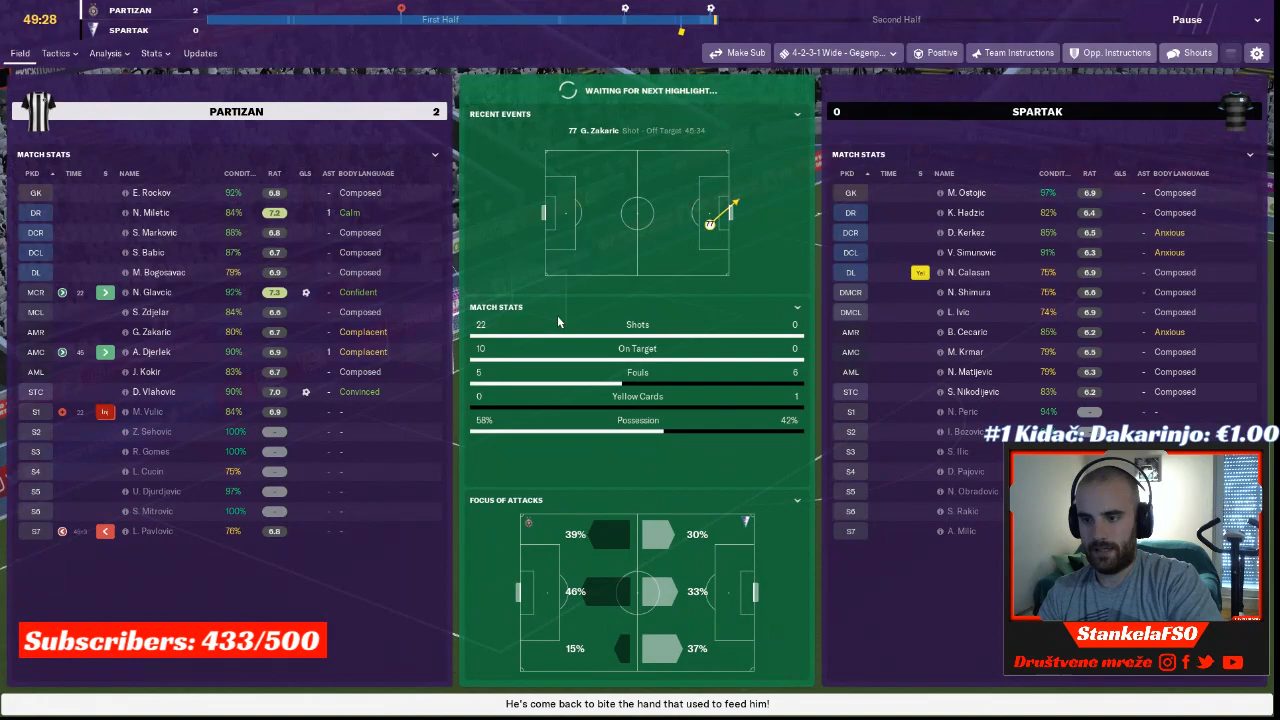 49:28
PARTIZAN 2
SPARTAK 0
First Half
Second Half
Pause
Field Tactics Analysis Stats Updates
Make Sub 4-2-3-1 Wide - Gegenp... Positive Team Instructions Opp. Instructions Shouts
PARTIZAN 2
MATCH STATS
PKD TIME S NAME CONDIT... RAT GLS AST BODY LANGUAGE
GK E. Rockov 92% 6.8 - Composed
DR N. Miletic 84% 7.2 1 Calm
DCR S. Markovic 88% 6.8 - Composed
DCL S. Babic 87% 6.7 - Composed
DL M. Bogosavac 79% 6.9 - Composed
MCR 22 N. Glavcic 92% 7.3 - Confident
MCL S. Zdjelar 84% 6.6 - Composed
AMR G. Zakaric 80% 6.7 - Complacent
AMC 45 A. Djerlek 90% 6.9 1 Complacent
AML J. Kokir 83% 6.7 - Composed
STC D. Vlahovic 90% 7.0 - Convinced
S1 22 Inj M. Vulic 84% 6.9 - -
S2 Z. Sehovic 100% - - -
S3 R. Gomes 100% - - -
S4 L. Cucin 75% - - -
S5 U. Djurdjevic 97% - - -
S6 S. Mitrovic 100% - - -
S7 L. Pavlovic 76% 6.8 - -
WAITING FOR NEXT HIGHLIGHT...
RECENT EVENTS
77 G. Zakaric Shot - Off Target 45:34
77
MATCH STATS
22 Shots 0
10 On Target 0
5 Fouls 6
0 Yellow Cards 1
58% Possession 42%
FOCUS OF ATTACKS
39% 30%
46% 33%
15% 37%
0 SPARTAK
MATCH STATS
PKD TIME S NAME CONDIT... RAT GLS AST BODY LANGUAGE
GK M. Ostojic 97% 6.9 - Composed
DR K. Hadzic 82% 6.4 - Composed
DCR D. Kerkez 85% 6.5 - Anxious
DCL V. Simunovic 91% 6.3 - Anxious
DL Yel N. Calasan 75% 6.9 - Composed
DMCR N. Shimura 75% 6.6 - Composed
DMCL L. Ivic 74% 6.9 - Composed
AMR B. Cecaric 85% 6.2 - Anxious
AMC M. Krmar 79% 6.5 - Composed
AML N. Matijevic 79% 6.3 - Composed
STC S. Nikodijevic 83% 6.2 - Composed
S1 N. Peric 94% - - -
S2 I. Bozovic
S3 S. Ilic
S4 D. Pajovic
S5 N. Obradovic
S6 S. Rakic
S7 A. Milic
#1 Kidač: Dakarinjo: €1.00
Subscribers: 433/500
StankelaFSO
Društvene mreže
He's come back to bite the hand that used to feed him!